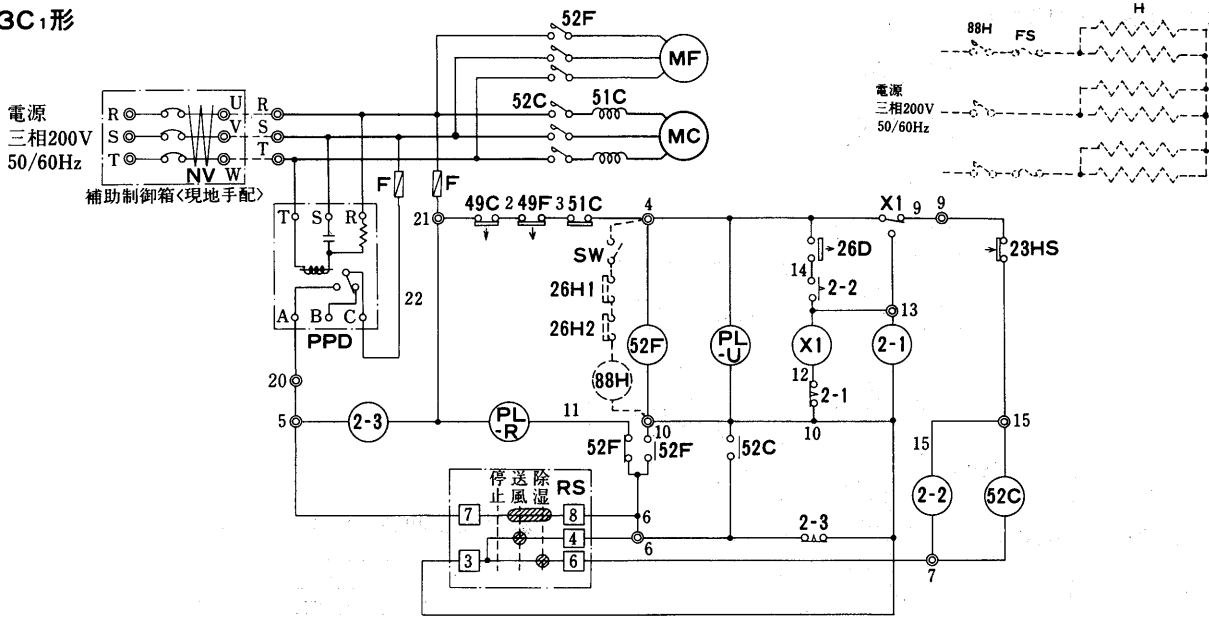 3C₁形
52F
MF
電源
三相200V
50/60Hz
R
S
T
NV
U
V
W
R
S
T
補助制御箱〈現地手配〉
52C
51C
MC
F
F
88H
FS
H
電源
三相200V
50/60Hz
T
S
R
A
B
C
PPD
22
21
49C
2
49F
3
51C
4
X1
9
9
SW
26H1
26H2
88H
52F
PL-U
26D
14
2-2
13
X1
2-1
12
2-1
23HS
20
5
2-3
PL-R
11
10
10
52F
52F
52C
15
15
停止
送風
除湿
RS
7
8
4
3
6
6
6
2-3
2-2
52C
7